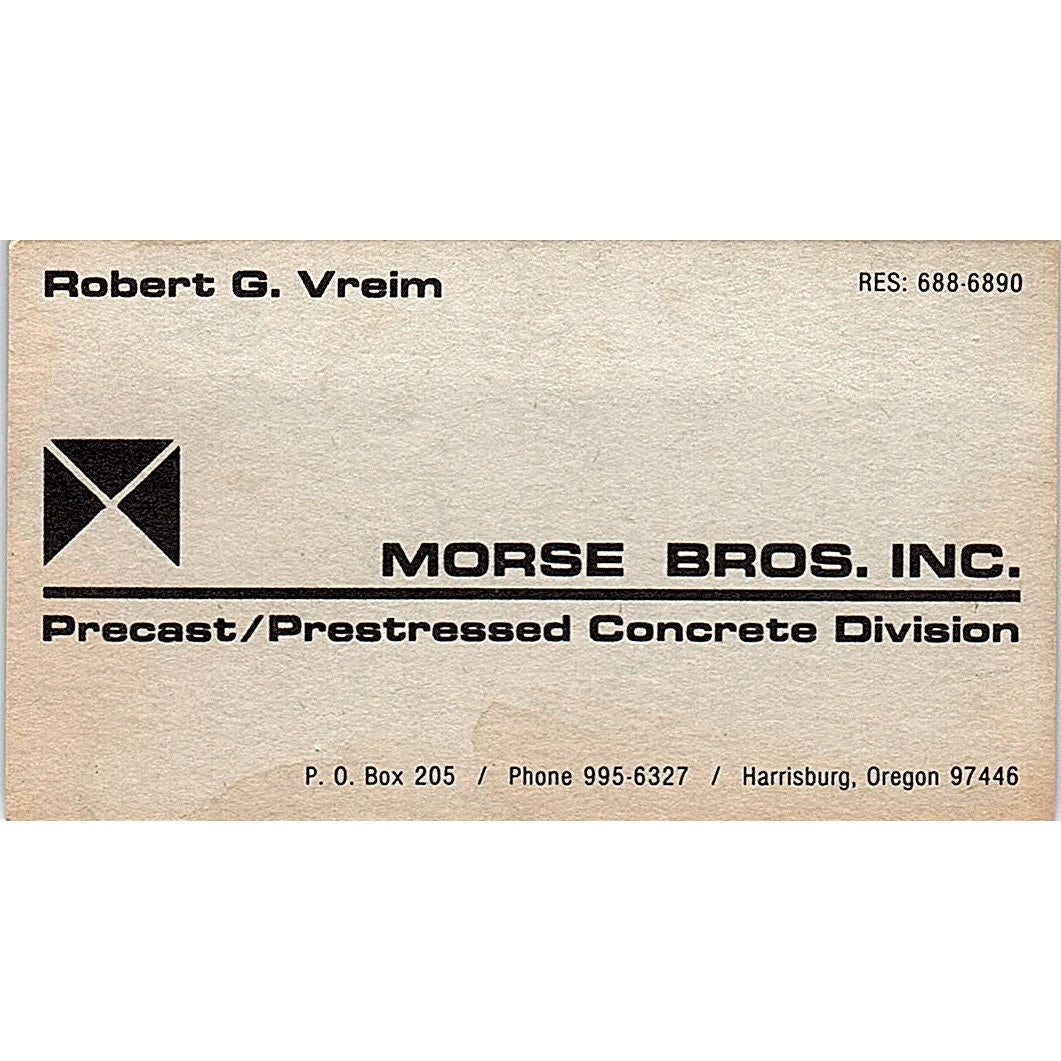 Robert G. Vreim
RES: 688-6890
MORSE BROS. INC.
Precast/Prestressed Concrete Division
P. O. Box 205 / Phone 995-6327 / Harrisburg, Oregon 97446